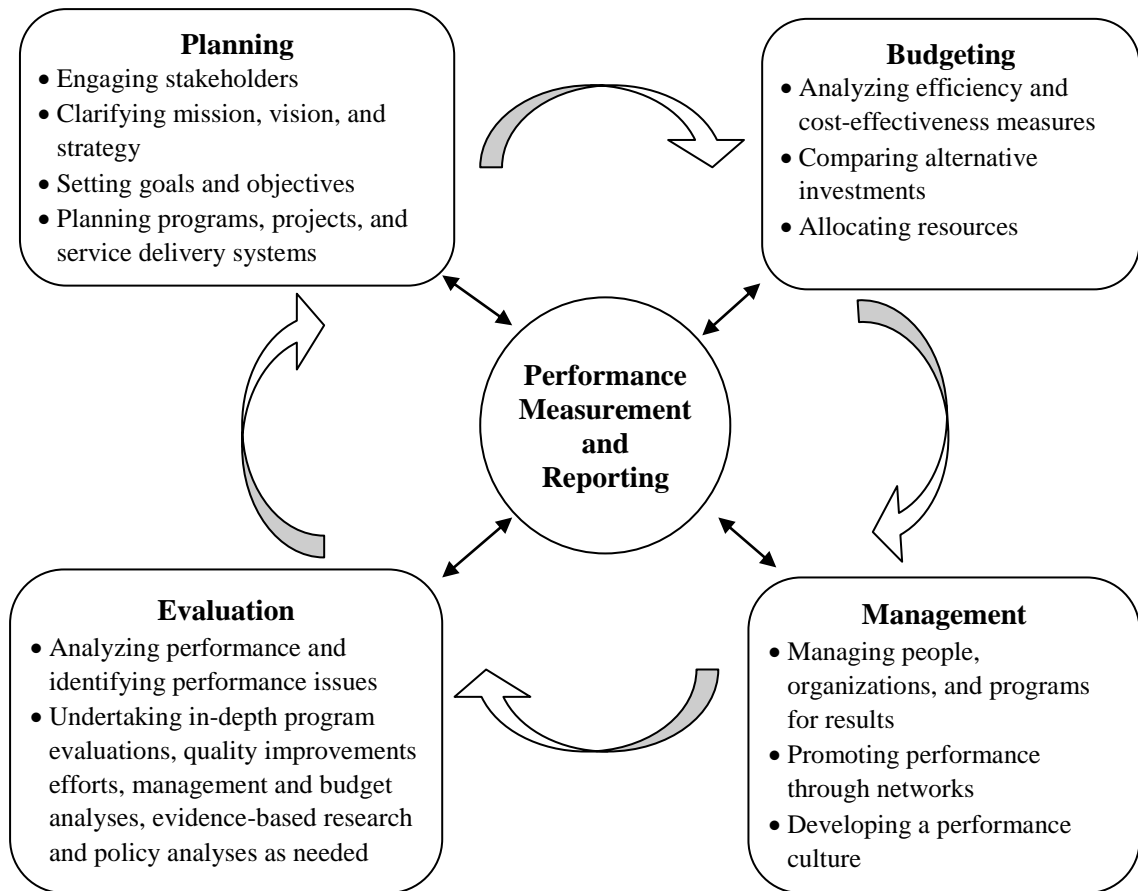 Planning
• Engaging stakeholders
• Clarifying mission, vision, and
strategy
• Setting goals and objectives
• Planning programs, projects, and
service delivery systems
Budgeting
• Analyzing efficiency and
cost-effectiveness measures
• Comparing alternative
investments
• Allocating resources
Performance
Measurement
and
Reporting
Evaluation
• Analyzing performance and
identifying performance issues
• Undertaking in-depth program
evaluations, quality improvements
efforts, management and budget
analyses, evidence-based research
and policy analyses as needed
Management
• Managing people,
organizations, and programs
for results
• Promoting performance
through networks
• Developing a performance
culture